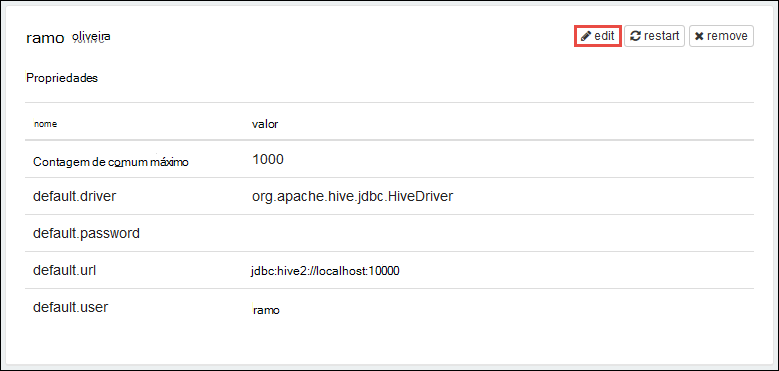 ramo oliveira edit restart remove
Propriedades
nome valor
Contagem de comum máximo 1000
default.driver org.apache.hive.jdbc.HiveDriver
default.password
default.url jdbc:hive2://localhost:10000
default.user ramo